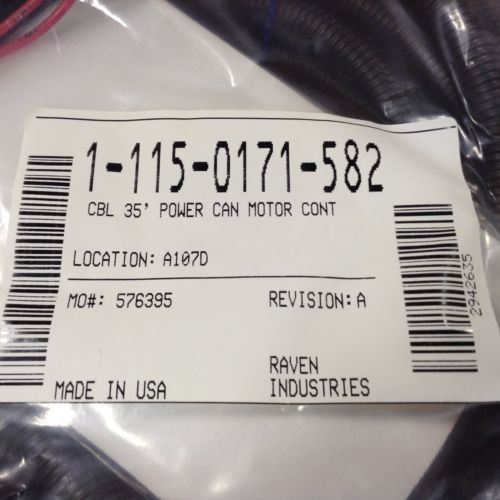 1-115-0171-582
CBL 35' POWER CAN MOTOR CONT
LOCATION: A107D
MO#: 576395
REVISION: A
2942635
MADE IN USA
RAVEN
INDUSTRIES